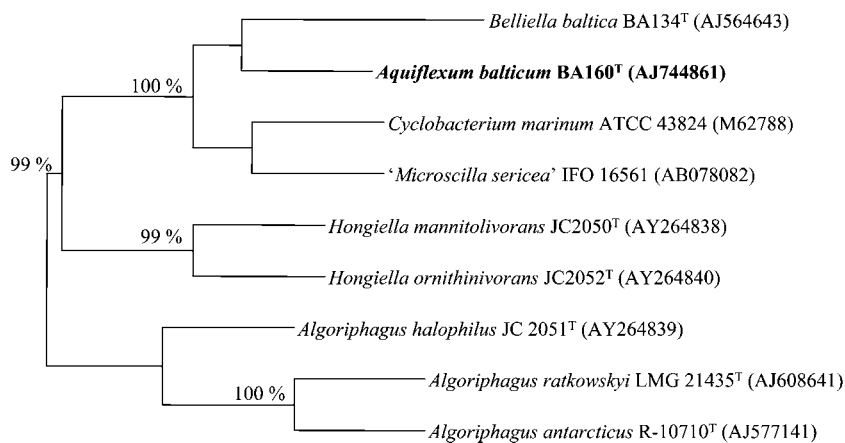 Belliella baltica BA134ᵀ (AJ564643)
Aquiflexum balticum BA160ᵀ (AJ744861)
100 %
Cyclobacterium marinum ATCC 43824 (M62788)
99 %
‘Microscilla sericea’ IFO 16561 (AB078082)
Hongiella mannitolivorans JC2050ᵀ (AY264838)
99 %
Hongiella ornithinivorans JC2052ᵀ (AY264840)
Algoriphagus halophilus JC 2051ᵀ (AY264839)
Algoriphagus ratkowskyi LMG 21435ᵀ (AJ608641)
100 %
Algoriphagus antarcticus R-10710ᵀ (AJ577141)